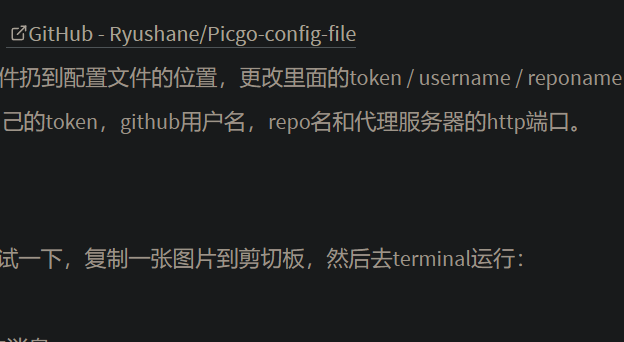 GitHub - Ryushane/Picgo-config-file
件扔到配置文件的位置，更改里面的token / username / reponame
己的token，github用户名，repo名和代理服务器的http端口。
试一下，复制一张图片到剪切板，然后去terminal运行：